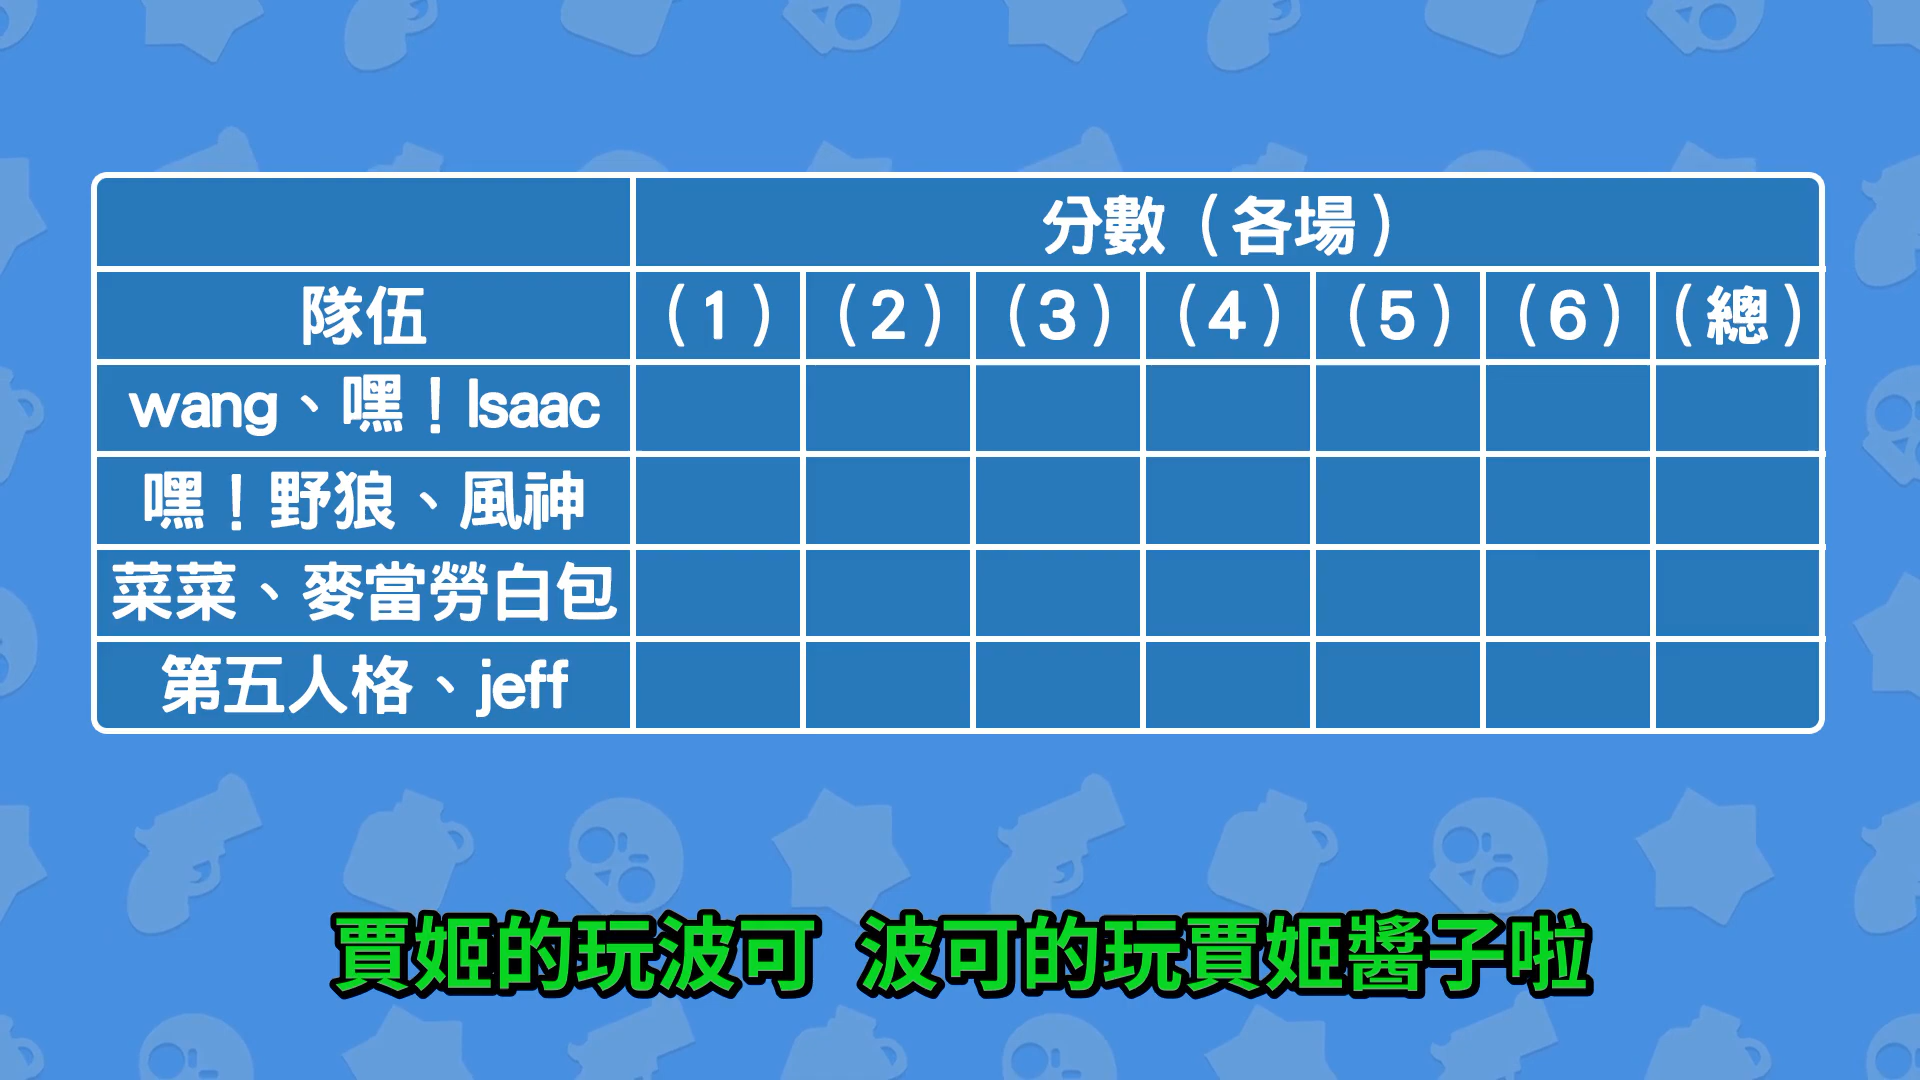 分數（各場）
隊伍 （1） （2） （3） （4） （5） （6） （總）
wang、嘿！Isaac
嘿！野狼、風神
菜菜、麥當勞白包
第五人格、jeff
賈姬的玩波可 波可的玩賈姬醬子啦